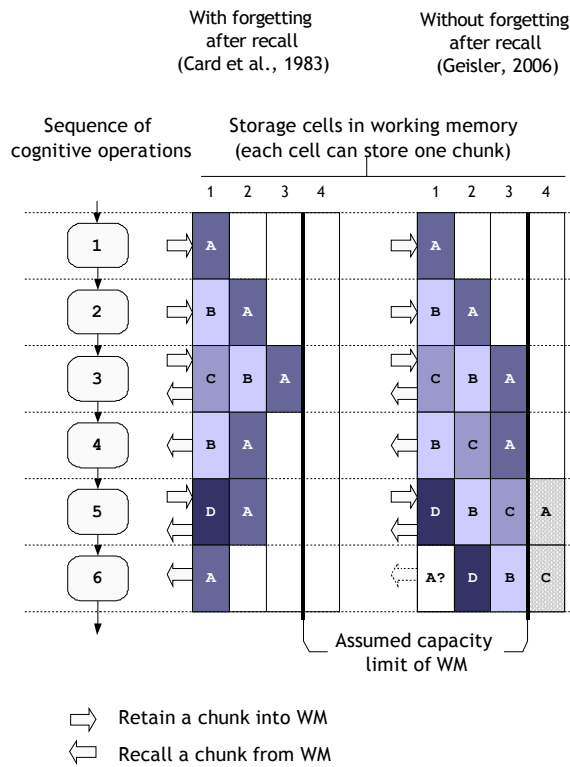 With forgetting
after recall
(Card et al., 1983)
Without forgetting
after recall
(Geisler, 2006)
Sequence of
cognitive operations
Storage cells in working memory
(each cell can store one chunk)
1 2 3 4 1 2 3 4
1 A A
2 B A B A
3 C B A C B A
4 B A B C A
5 D A D B C A
6 A A? D B C
Assumed capacity
limit of WM
Retain a chunk into WM
Recall a chunk from WM